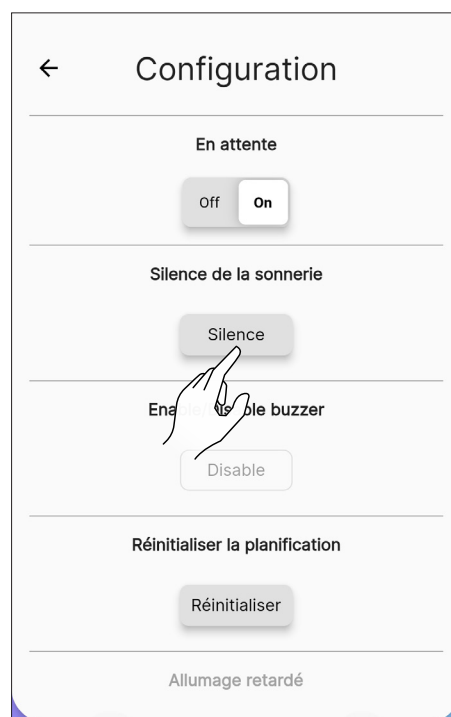 Configuration
En attente
Off On
Silence de la sonnerie
Silence
buzzer
Disable
Réinitialiser la planification
Réinitialiser
Allumage retardé